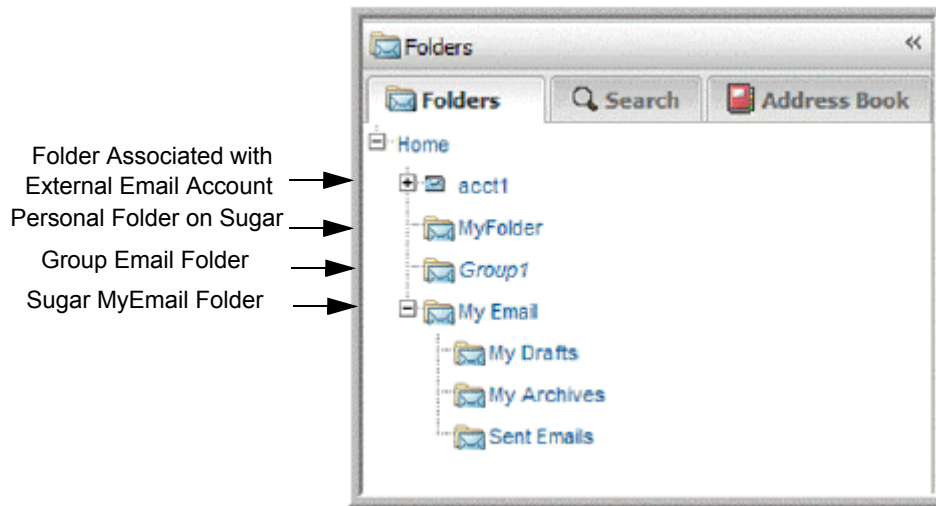 Folders «
Folders Search Address Book
Home
Folder Associated with
External Email Account
acct1
Personal Folder on Sugar
MyFolder
Group Email Folder
Group1
Sugar MyEmail Folder
My Email
My Drafts
My Archives
Sent Emails